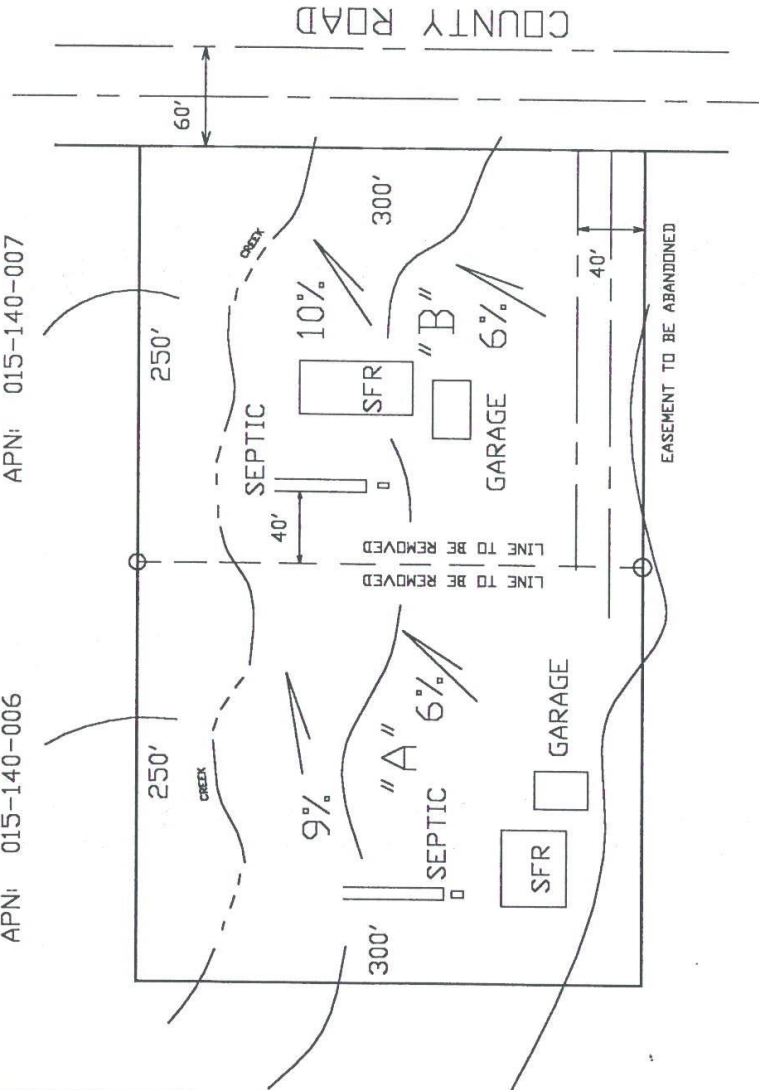 COUNTY ROAD
60'
APN: 015-140-006
APN: 015-140-007
250'
250'
CREEK
CREEK
300'
300'
9%
10%
"A"
6%
"B"
6%
SEPTIC
SEPTIC
40'
SFR
SFR
GARAGE
GARAGE
LINE TO BE REMOVED
LINE TO BE REMOVED
40'
EASEMENT TO BE ABANDONED